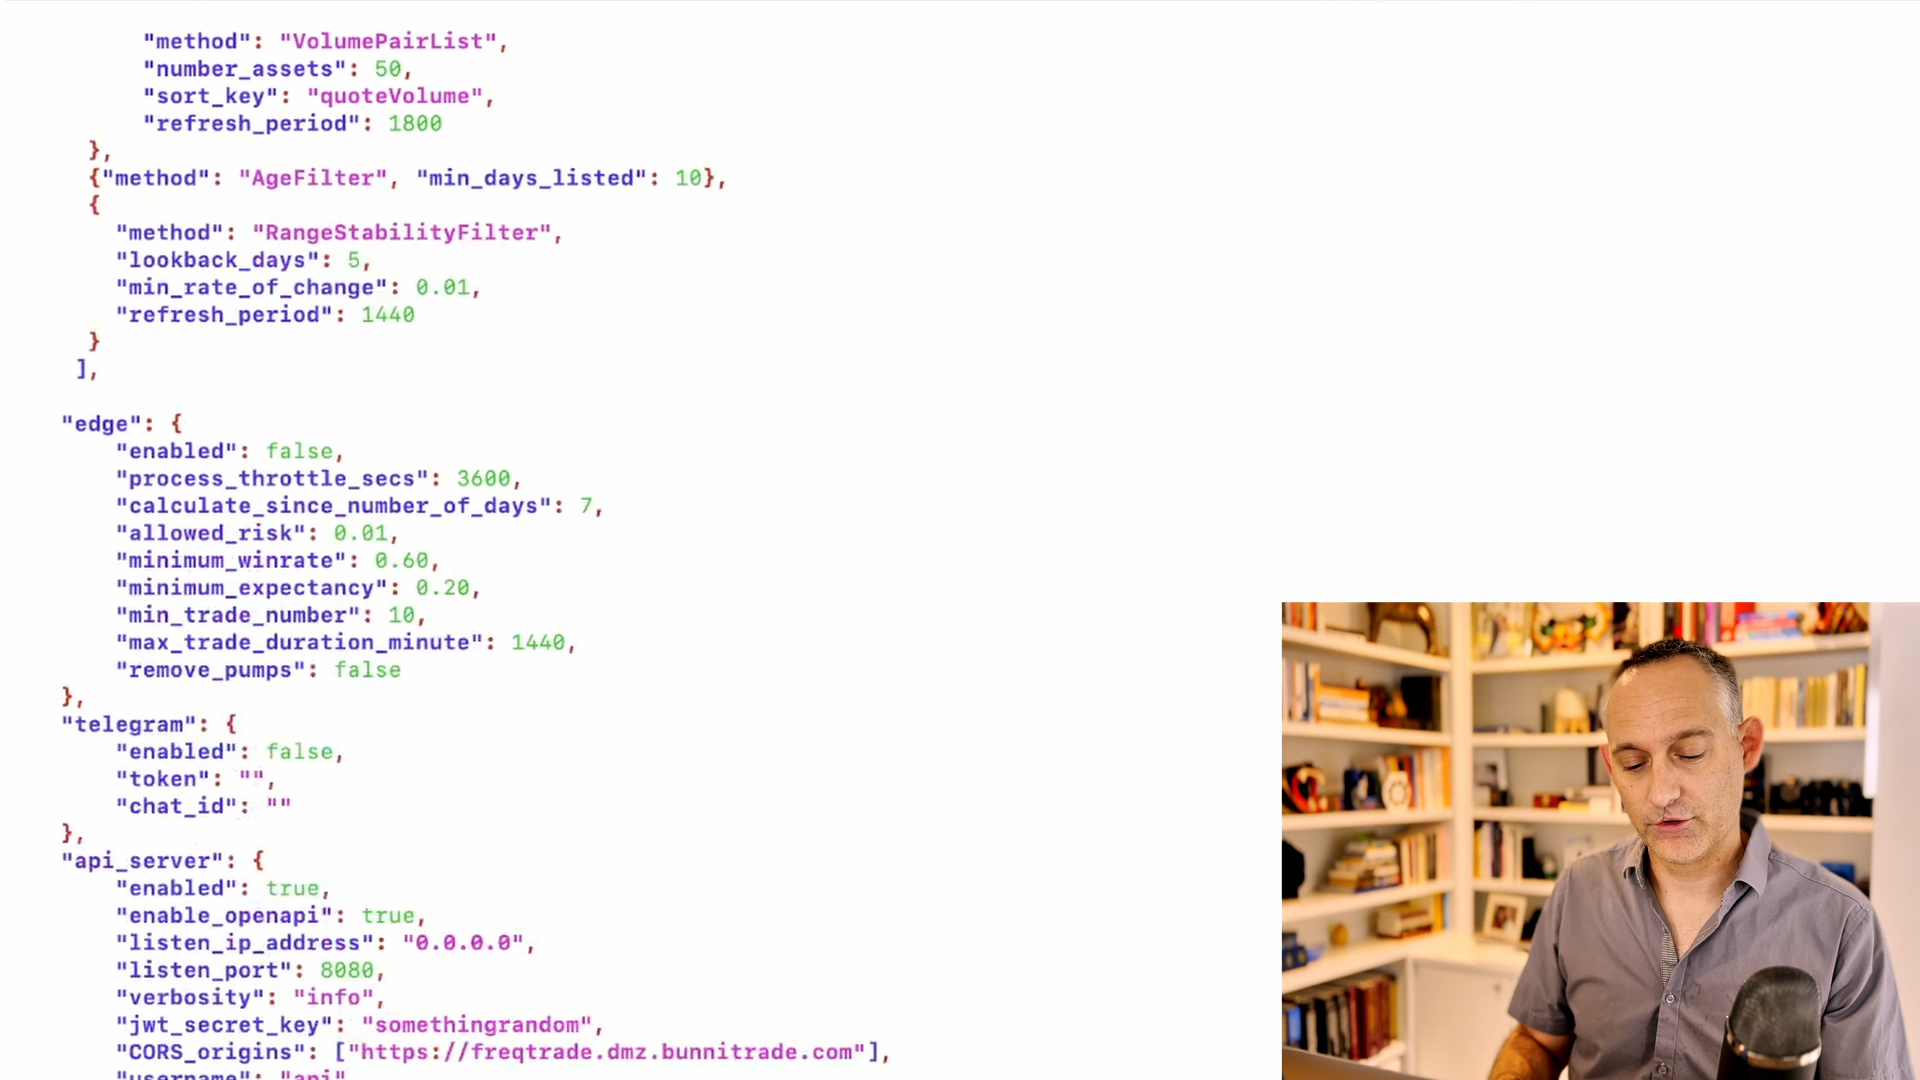 "method": "VolumePairList",
"number_assets": 50,
"sort_key": "quoteVolume",
"refresh_period": 1800
},
{"method": "AgeFilter", "min_days_listed": 10},
{
"method": "RangeStabilityFilter",
"lookback_days": 5,
"min_rate_of_change": 0.01,
"refresh_period": 1440
}
],
"edge": {
"enabled": false,
"process_throttle_secs": 3600,
"calculate_since_number_of_days": 7,
"allowed_risk": 0.01,
"minimum_winrate": 0.60,
"minimum_expectancy": 0.20,
"min_trade_number": 10,
"max_trade_duration_minute": 1440,
"remove_pumps": false
},
"telegram": {
"enabled": false,
"token": "",
"chat_id": ""
},
"api_server": {
"enabled": true,
"enable_openapi": true,
"listen_ip_address": "0.0.0.0",
"listen_port": 8080,
"verbosity": "info",
"jwt_secret_key": "somethingrandom",
"CORS_origins": ["https://freqtrade.dmz.bunnitrade.com"],
"username": "api",